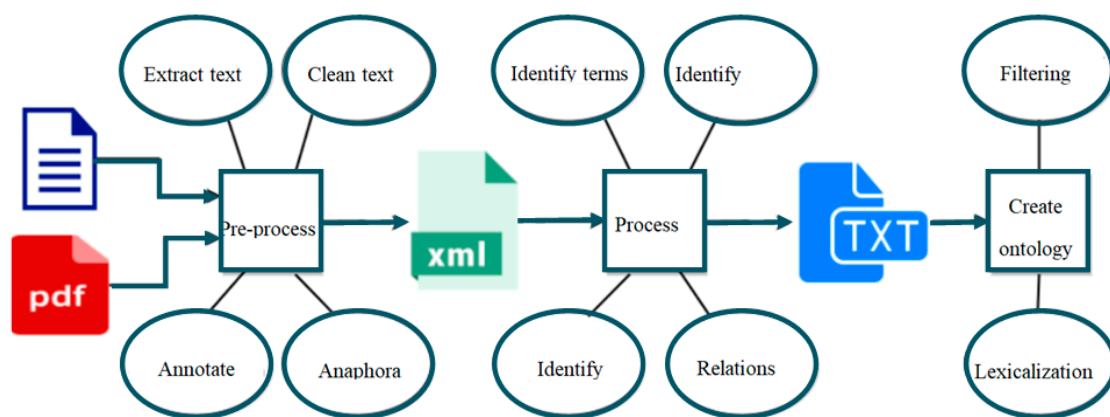 Extract text
Clean text
Identify terms
Identify
Filtering
Pre-process
xml
Process
TXT
Create
ontology
pdf
Annotate
Anaphora
Identify
Relations
Lexicalization